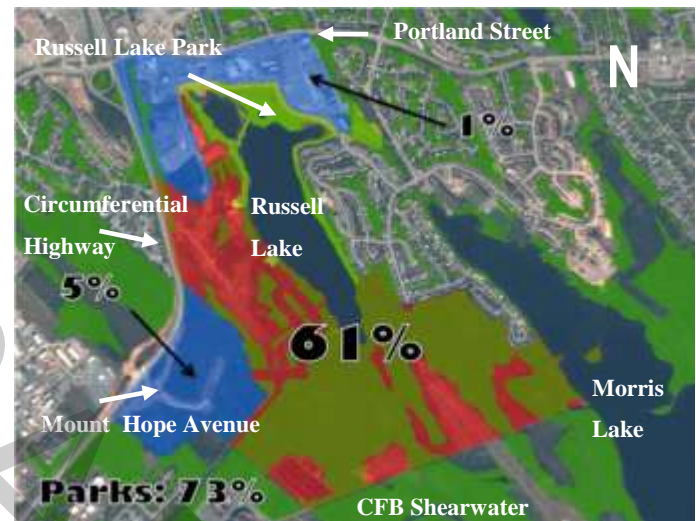 Portland Street
Russell Lake Park
N
1%
Circumferential
Highway
Russell
Lake
5%
61%
Morris
Lake
Mount Hope Avenue
Parks: 73%
CFB Shearwater